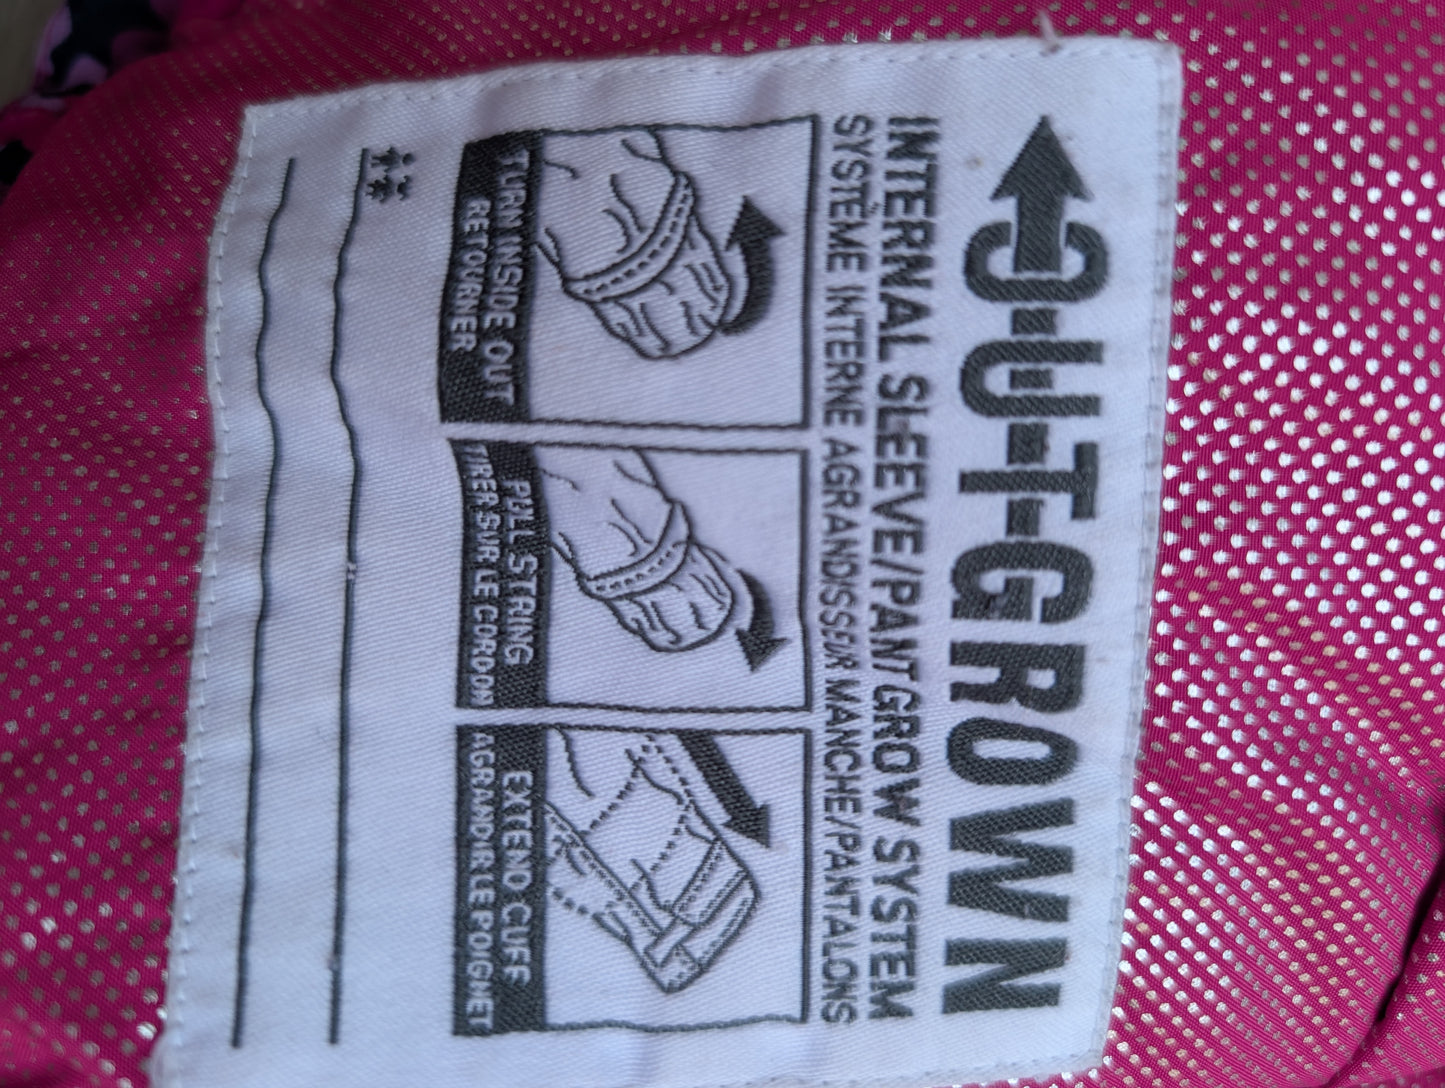 OUTGROWN
INTERNAL SLEEVE/PANT GROW SYSTEM
SYSTÈME INTERNE AGRANDISSEUR MANCHE/PANTALONS
TURN INSIDE OUT
RETOURNER
PULL STRING
TIRER SUR LE CORDON
EXTEND CUFF
AGRANDIR LE POIGNET